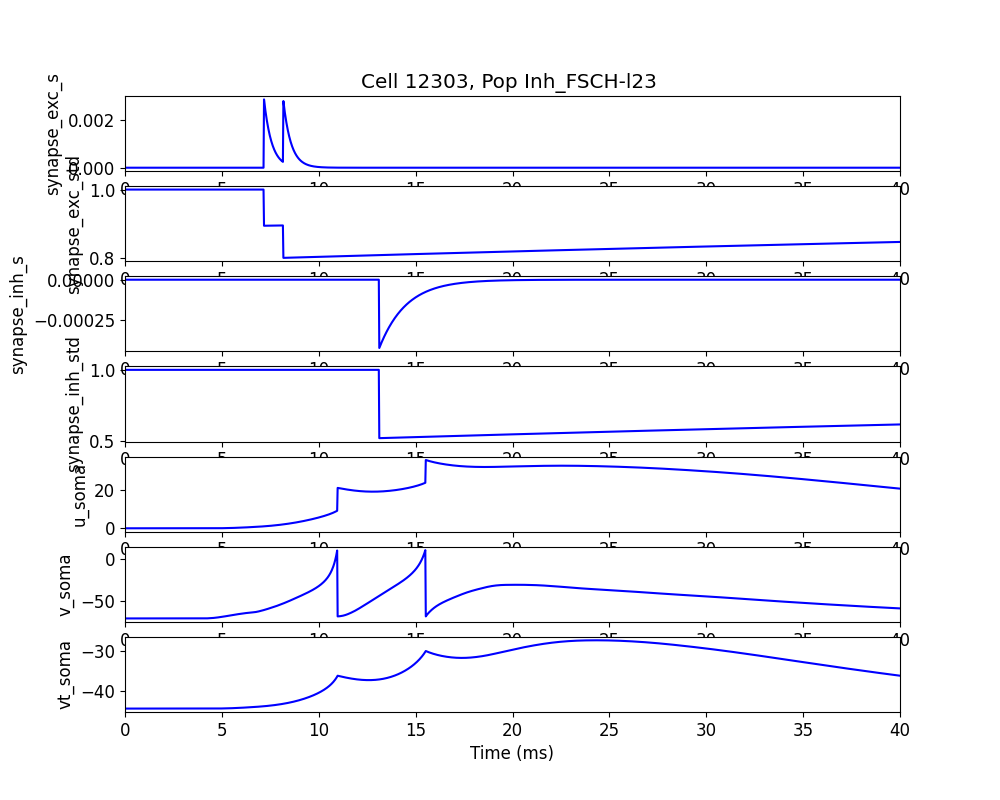 Cell 12303, Pop Inh_FSCH-l23
synapse_exc_s
0.002
0.000
synapse_exc_std
1.0
0.8
synapse_inh_s
0.00000
−0.00025
synapse_inh_std
1.0
0.5
u_soma
20
0
v_soma
0
−50
vt_soma
−30
−40
0 5 10 15 20 25 30 35 40
Time (ms)